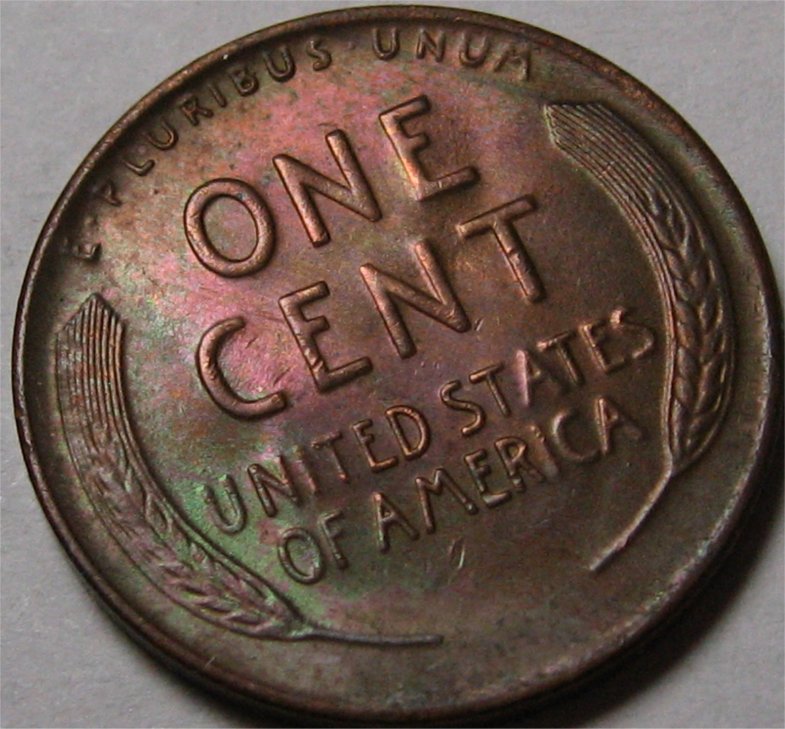 E·PLURIBUS UNUM
ONE
CENT
UNITED STATES
OF AMERICA